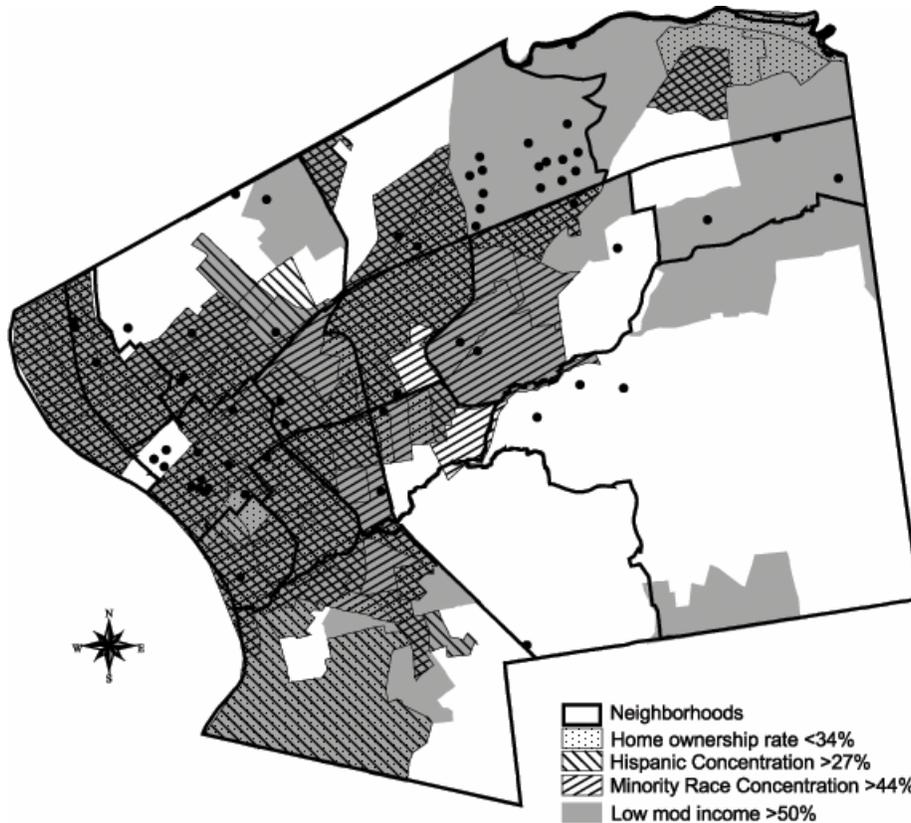 N
W E
S
Neighborhoods
Home ownership rate <34%
Hispanic Concentration >27%
Minority Race Concentration >44%
Low mod income >50%